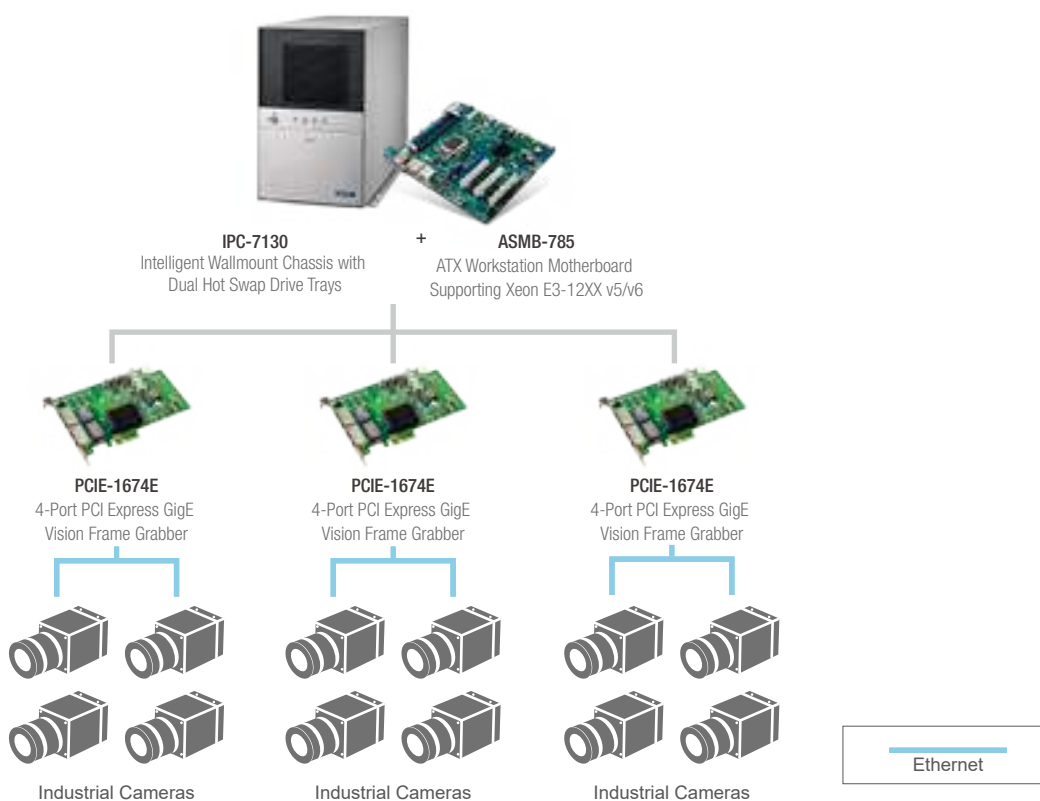 IPC-7130
Intelligent Wallmount Chassis with
Dual Hot Swap Drive Trays
+
ASMB-785
ATX Workstation Motherboard
Supporting Xeon E3-12XX v5/v6
PCIE-1674E
4-Port PCI Express GigE
Vision Frame Grabber
PCIE-1674E
4-Port PCI Express GigE
Vision Frame Grabber
PCIE-1674E
4-Port PCI Express GigE
Vision Frame Grabber
Industrial Cameras
Industrial Cameras
Industrial Cameras
Ethernet